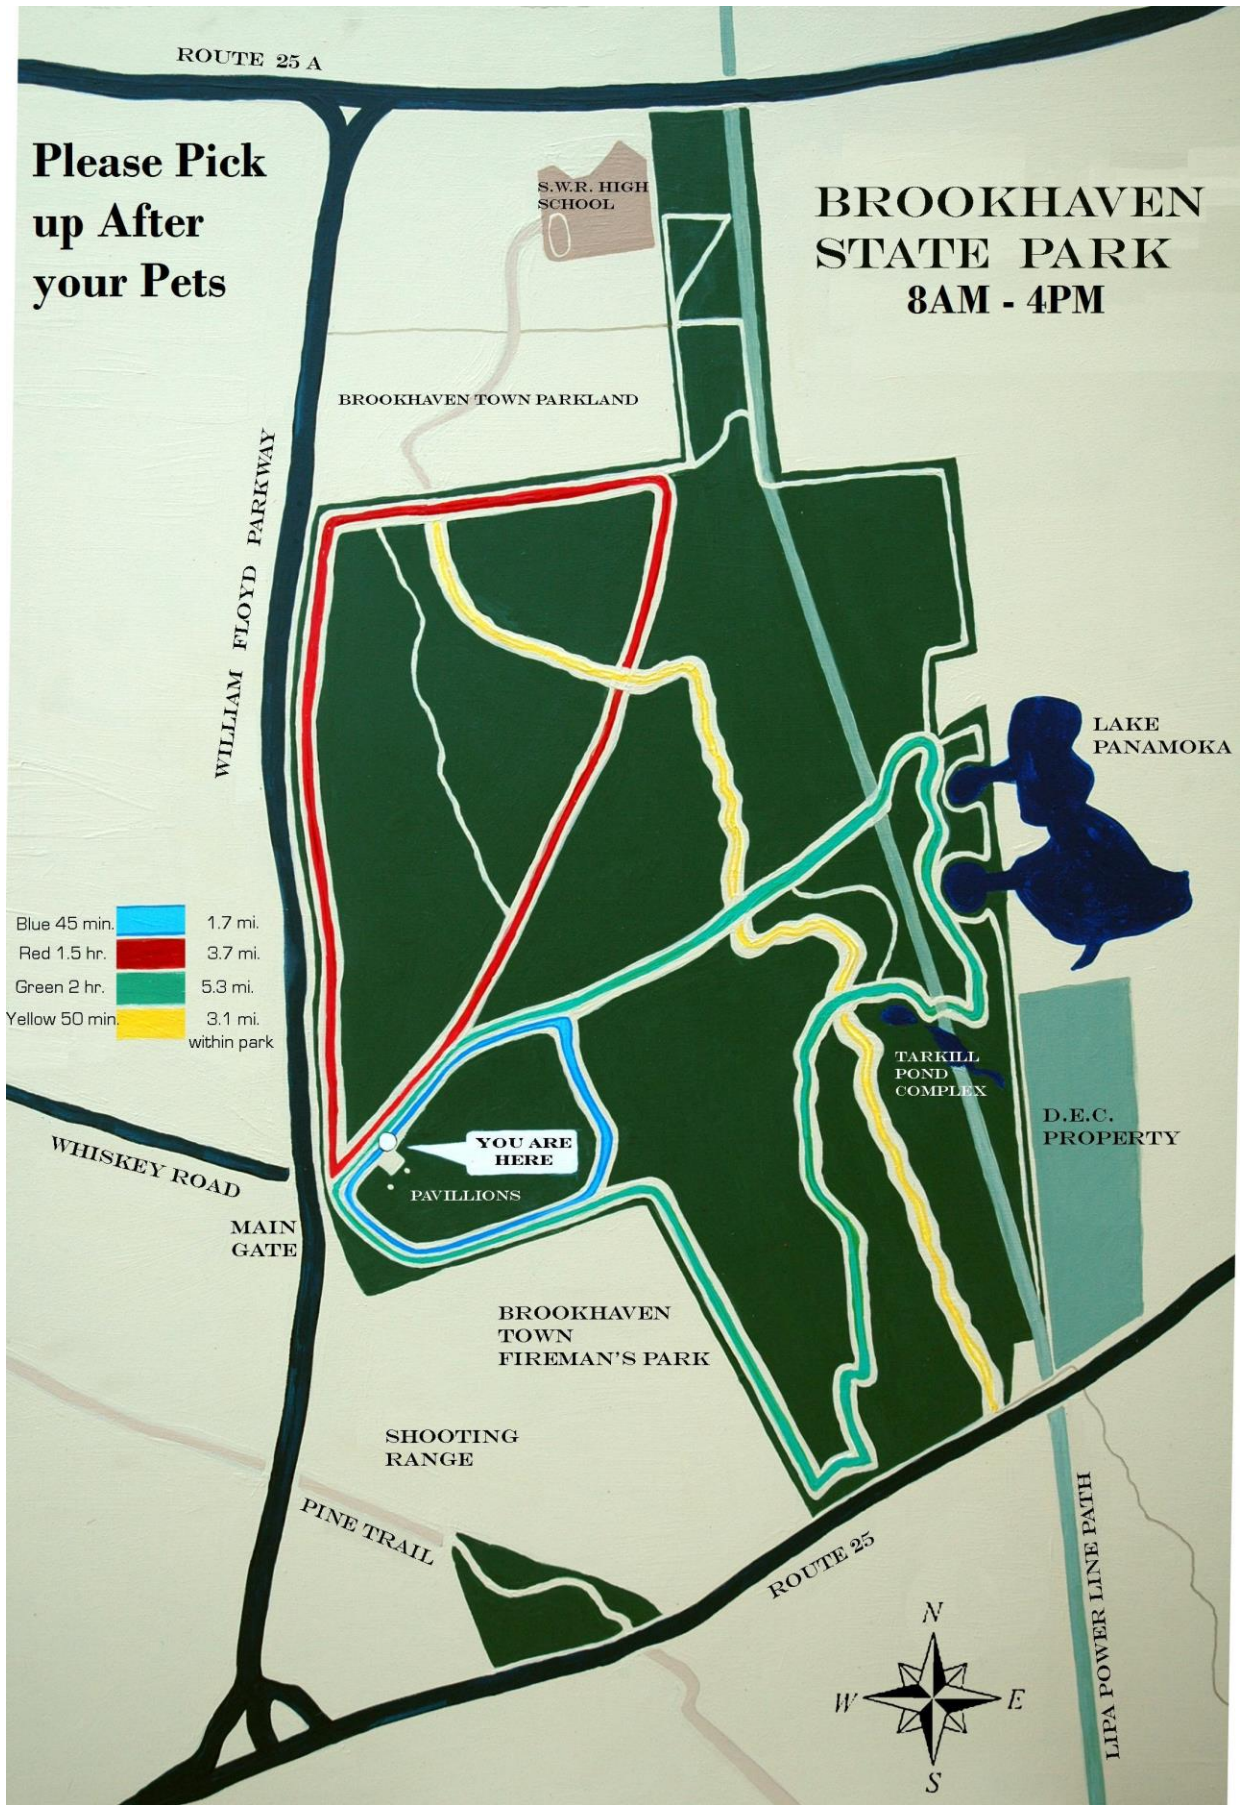 ROUTE 25 A
Please Pick
up After
your Pets
S.W.R. HIGH
SCHOOL
BROOKHAVEN
STATE PARK
8AM - 4PM
BROOKHAVEN TOWN PARKLAND
WILLIAM FLOYD PARKWAY
LAKE
PANAMOKA
Blue 45 min. 1.7 mi.
Red 1.5 hr. 3.7 mi.
Green 2 hr. 5.3 mi.
Yellow 50 min. 3.1 mi.
within park
TARKILL
POND
COMPLEX
D.E.C.
PROPERTY
WHISKEY ROAD
YOU ARE
HERE
PAVILLIONS
MAIN
GATE
BROOKHAVEN
TOWN
FIREMAN'S PARK
SHOOTING
RANGE
PINE TRAIL
ROUTE 25
LIPA POWER LINE PATH
N
W E
S